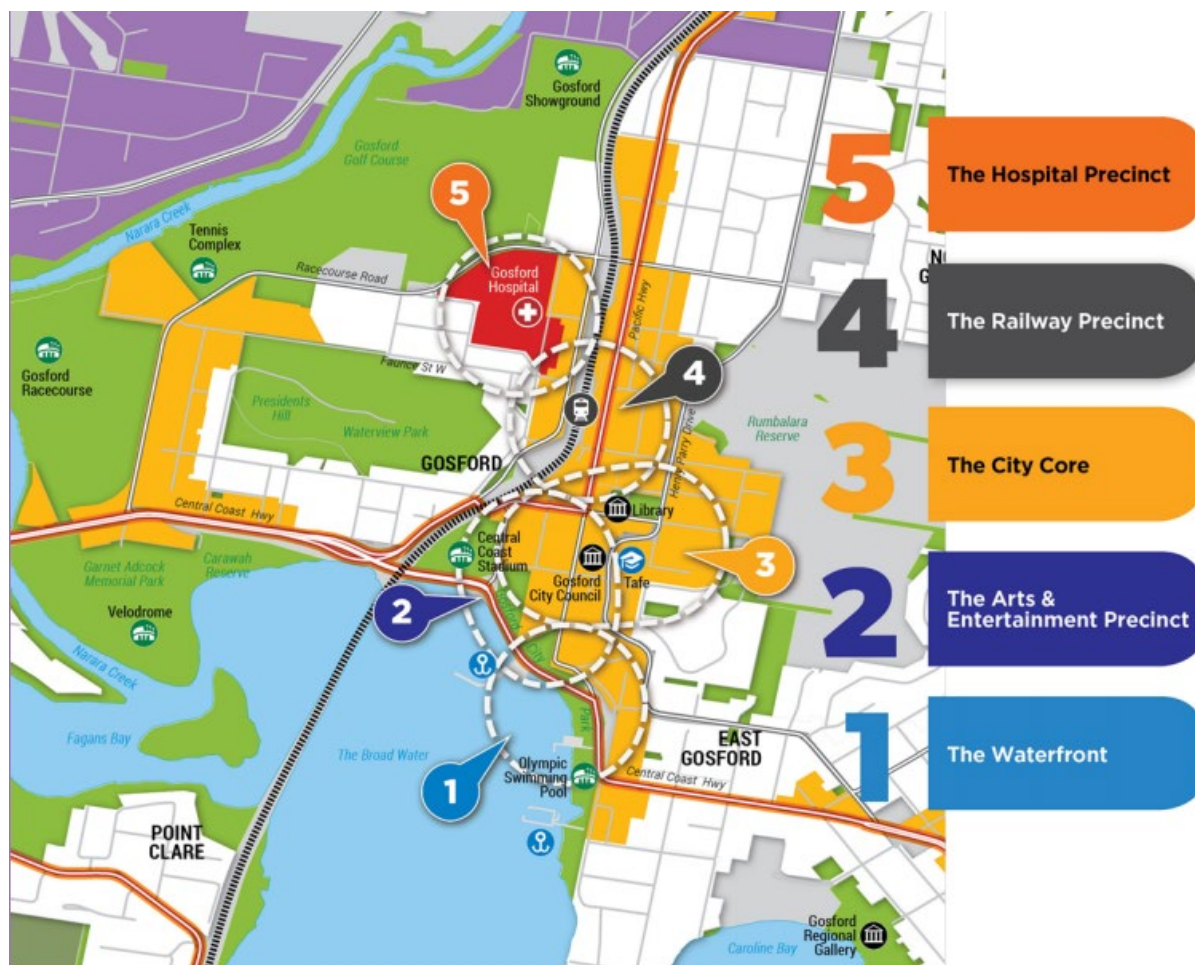 Gosford
Showground
Gosford
Golf Course
Narara Creek
Tennis
Complex
Racecourse Road
5
Gosford
Hospital
Pacific Hwy
Gosford
Racecourse
Faunce St W
4
Presidents
Hill
Waterview Park
Henry Parry Drive
Rumbalara
Reserve
GOSFORD
Central Coast Hwy
Library
Central
Coast
Stadium
Gosford
City Council
Tafe
3
Garnet Adcock
Memorial Park
Carawah
Reserve
2
Velodrome
City
Park
Narara Creek
Fagans Bay
The Broad Water
1
Olympic
Swimming
Pool
EAST
GOSFORD
Central Coast Hwy
POINT
CLARE
Gosford
Regional
Gallery
Caroline Bay
5
The Hospital Precinct
4
The Railway Precinct
3
The City Core
2
The Arts &
Entertainment Precinct
1
The Waterfront